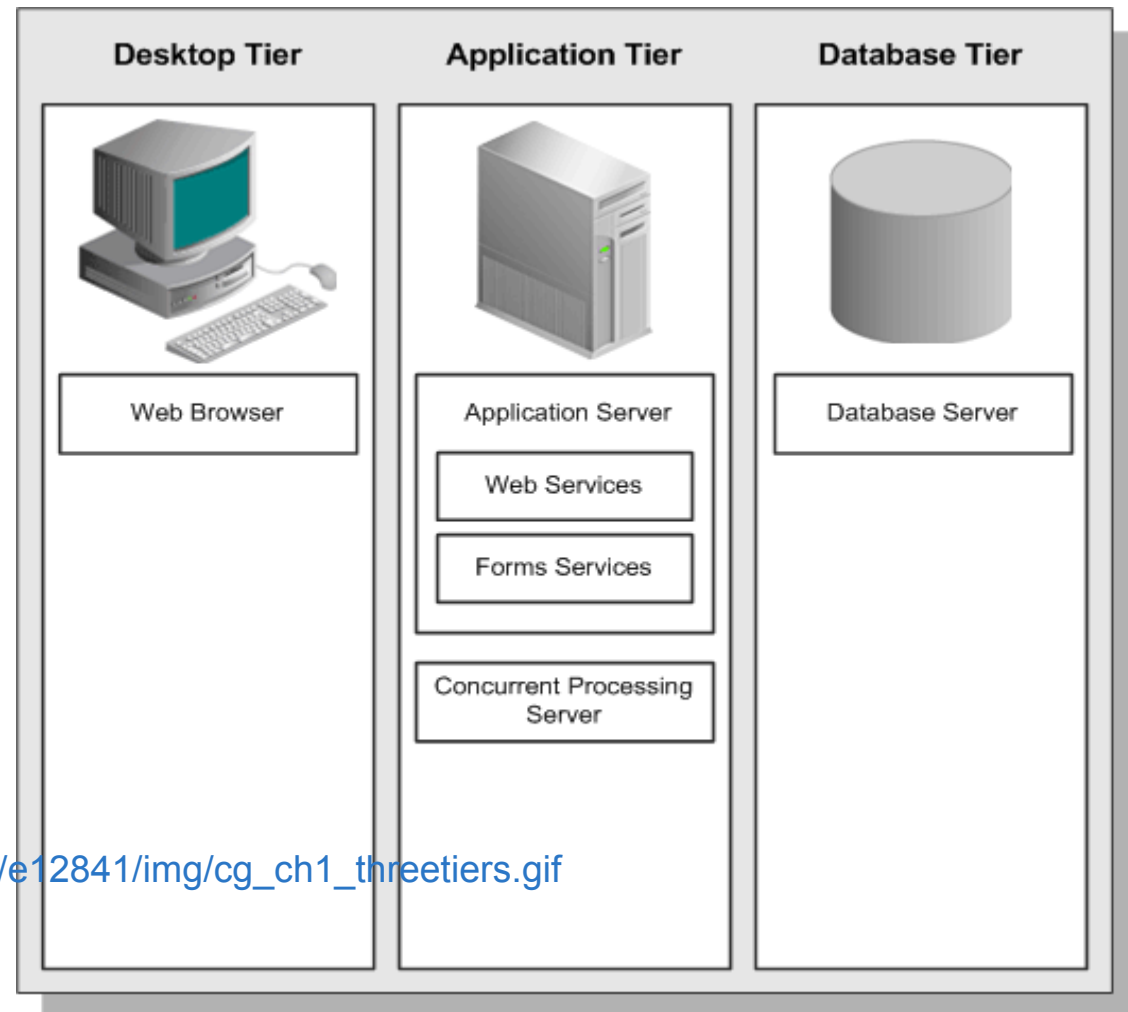 Desktop Tier
Application Tier
Database Tier
Web Browser
Application Server
Web Services
Forms Services
Concurrent Processing
Server
Database Server
/e12841/img/cg_ch1_threetiers.gif